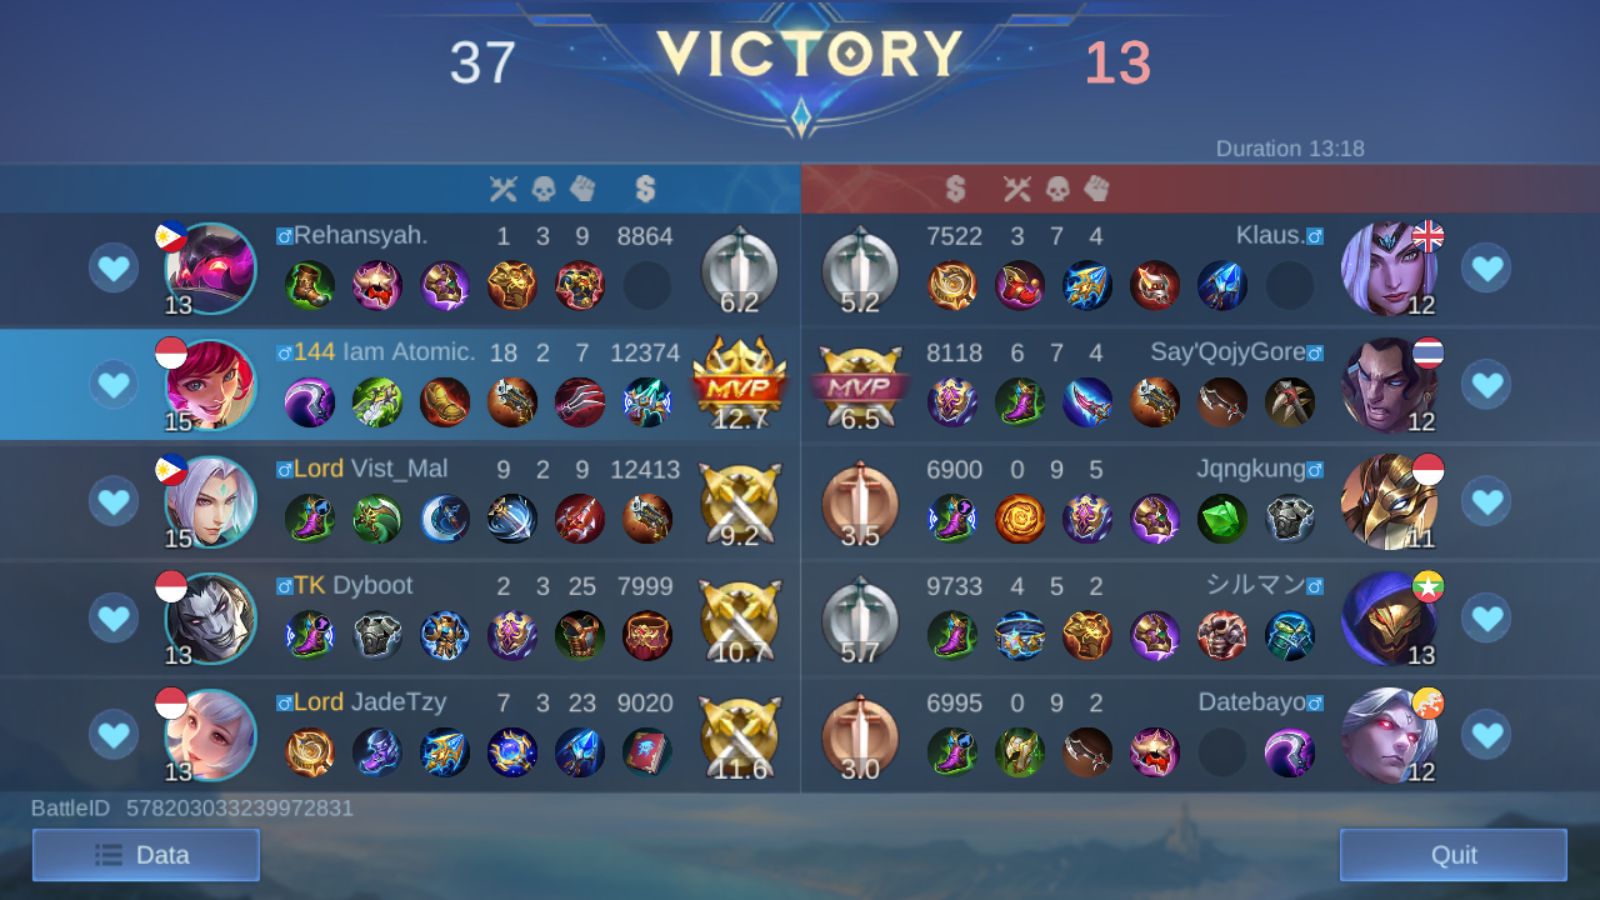 37 VICTORY 13
Duration 13:18
Rehansyah. 1 3 9 8864
13 6.2
7522 3 7 4 Klaus.
5.2 12
144 Iam Atomic. 18 2 7 12374
15 MVP 12.7
8118 6 7 4 Say'QojyGore
MVP 6.5 12
Lord Vist_Mal 9 2 9 12413
15 9.2
6900 0 9 5 Jqngkung
3.5 11
TK Dyboot 2 3 25 7999
13 10.7
9733 4 5 2 シルマン
5.7 13
Lord JadeTzy 7 3 23 9020
13 11.6
6995 0 9 2 Datebayo
3.0 12
BattleID 578203033239972831
Data
Quit